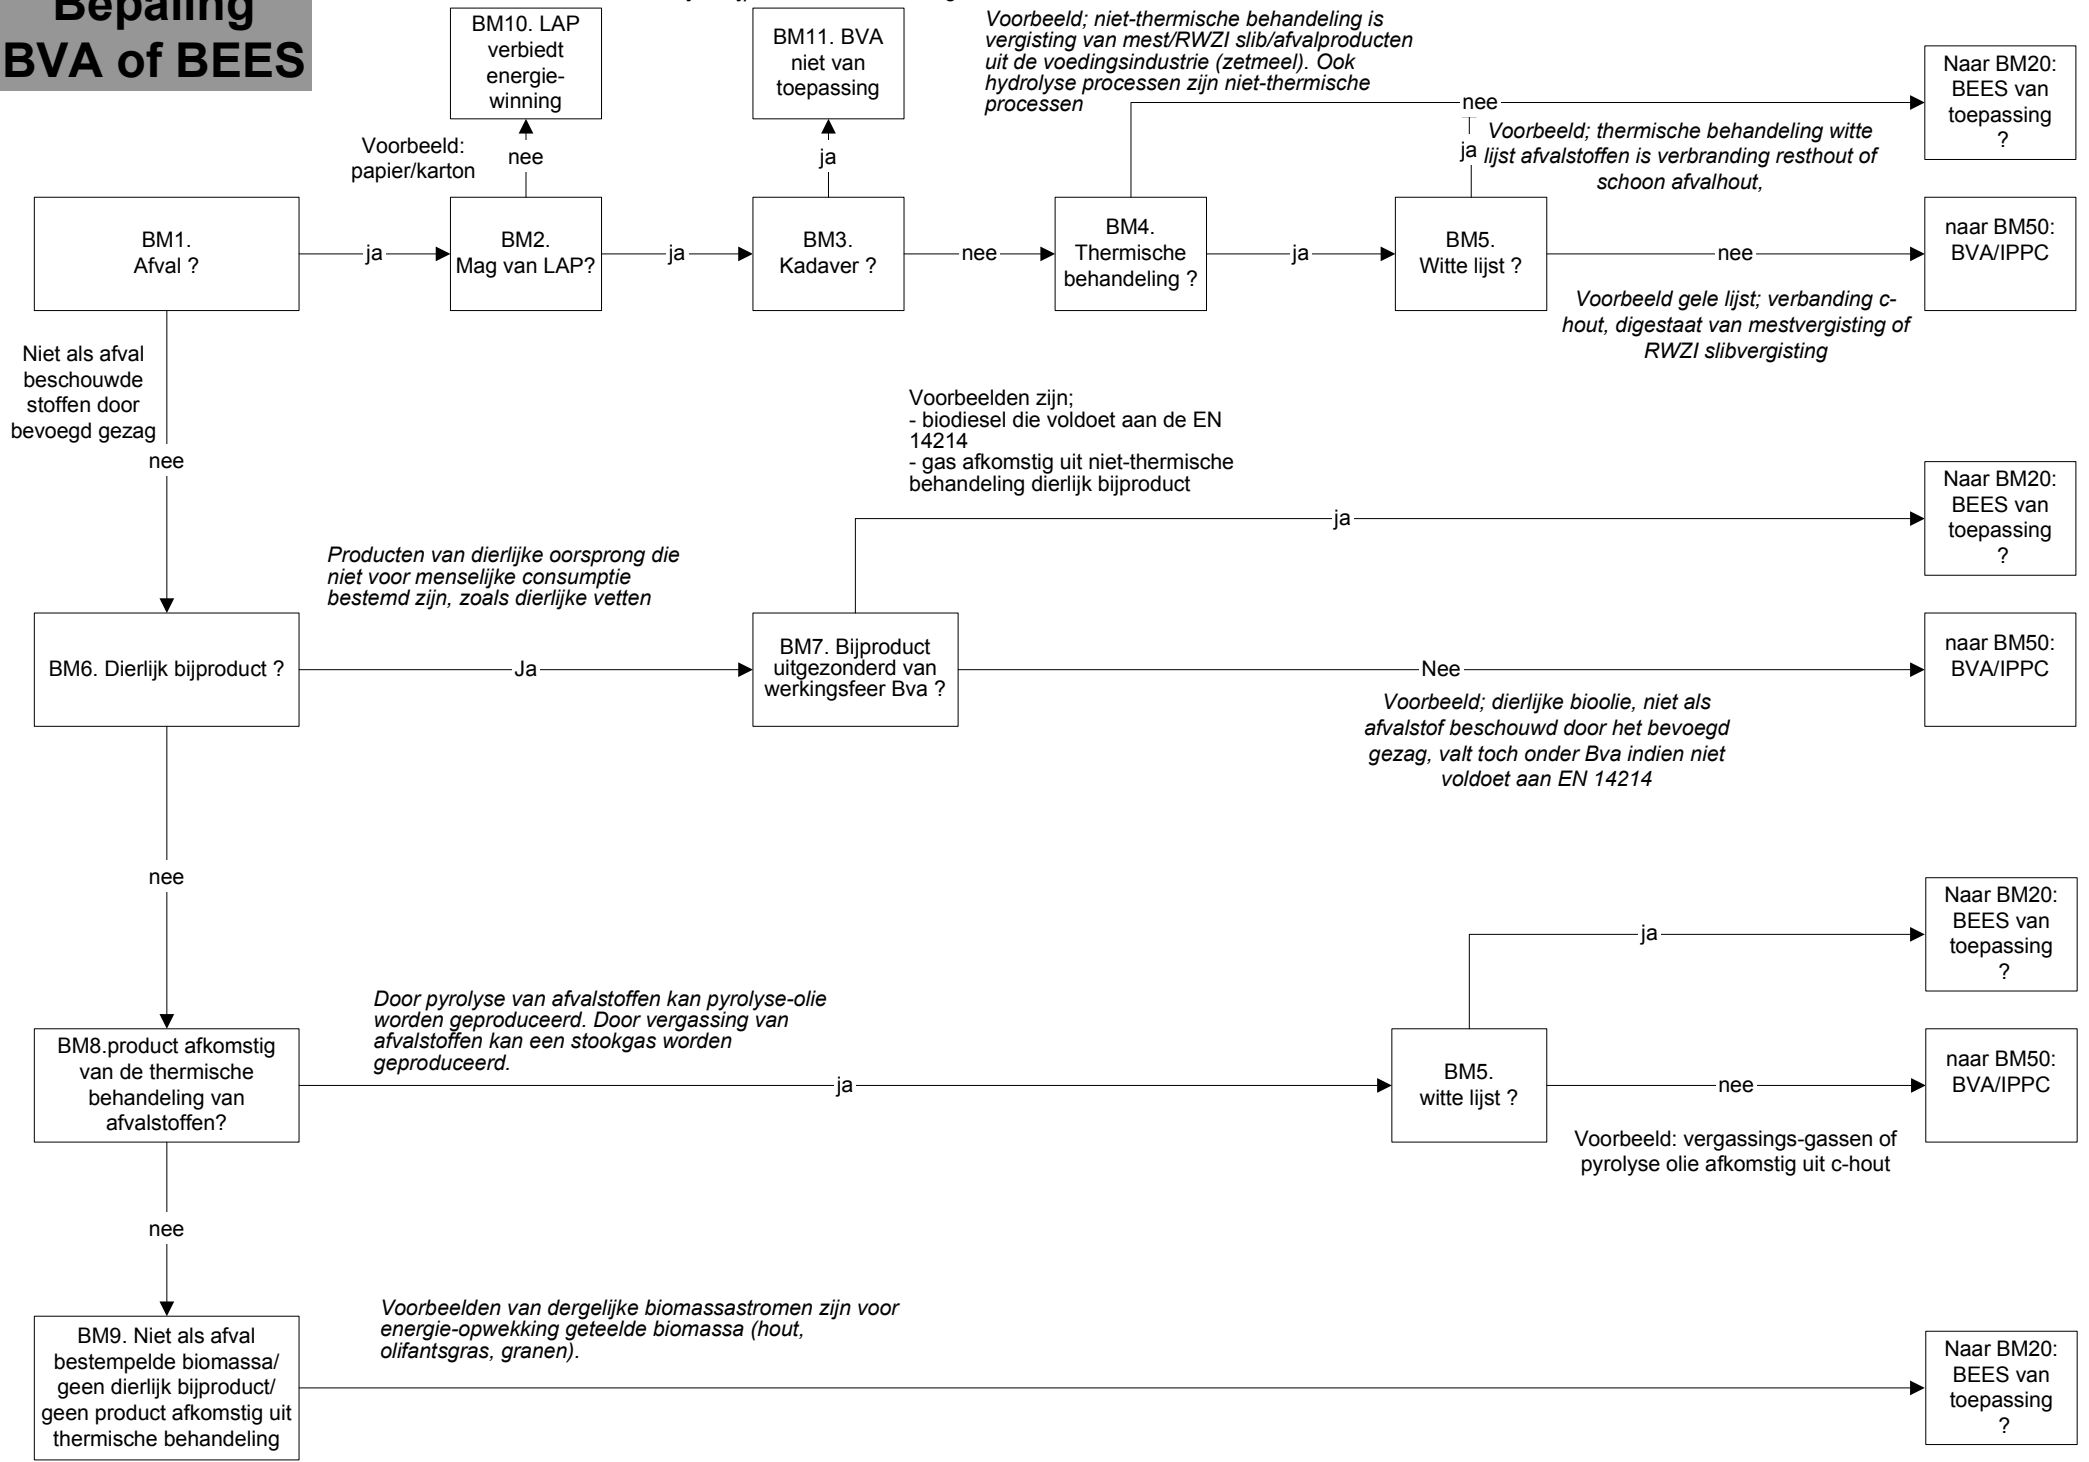 Bepaling
BVA of BEES
BM10. LAP
verbiedt
energie-
winning
BM11. BVA
niet van
toepassing
Voorbeeld; niet-thermische behandeling is
vergisting van mest/RWZI slib/afvalproducten
uit de voedingsindustrie (zetmeel). Ook
hydrolyse processen zijn niet-thermische
processen
Naar BM20:
BEES van
toepassing
?
nee
Voorbeeld:
papier/karton
nee
ja
ja
Voorbeeld; thermische behandeling witte
lijst afvalstoffen is verbranding resthout of
schoon afvalhout,
BM1.
Afval ?
ja
BM2.
Mag van LAP?
ja
BM3.
Kadaver ?
nee
BM4.
Thermische
behandeling ?
ja
BM5.
Witte lijst ?
nee
naar BM50:
BVA/IPPC
Voorbeeld gele lijst; verbanding c-
hout, digestaat van mestvergisting of
RWZI slibvergisting
Niet als afval
beschouwde
stoffen door
bevoegd gezag
nee
Voorbeelden zijn;
- biodiesel die voldoet aan de EN
14214
- gas afkomstig uit niet-thermische
behandeling dierlijk bijproduct
ja
Naar BM20:
BEES van
toepassing
?
Producten van dierlijke oorsprong die
niet voor menselijke consumptie
bestemd zijn, zoals dierlijke vetten
BM6. Dierlijk bijproduct ?
Ja
BM7. Bijproduct
uitgezonderd van
werkingsfeer Bva ?
Nee
naar BM50:
BVA/IPPC
Voorbeeld; dierlijke bioolie, niet als
afvalstof beschouwd door het bevoegd
gezag, valt toch onder Bva indien niet
voldoet aan EN 14214
nee
ja
Naar BM20:
BEES van
toepassing
?
Door pyrolyse van afvalstoffen kan pyrolyse-olie
worden geproduceerd. Door vergassing van
afvalstoffen kan een stookgas worden
geproduceerd.
BM8.product afkomstig
van de thermische
behandeling van
afvalstoffen?
ja
BM5.
witte lijst ?
nee
naar BM50:
BVA/IPPC
Voorbeeld: vergassings-gassen of
pyrolyse olie afkomstig uit c-hout
nee
Voorbeelden van dergelijke biomassastromen zijn voor
energie-opwekking geteelde biomassa (hout,
olifantsgras, granen).
BM9. Niet als afval
bestempelde biomassa/
geen dierlijk bijproduct/
geen product afkomstig uit
thermische behandeling
Naar BM20:
BEES van
toepassing
?